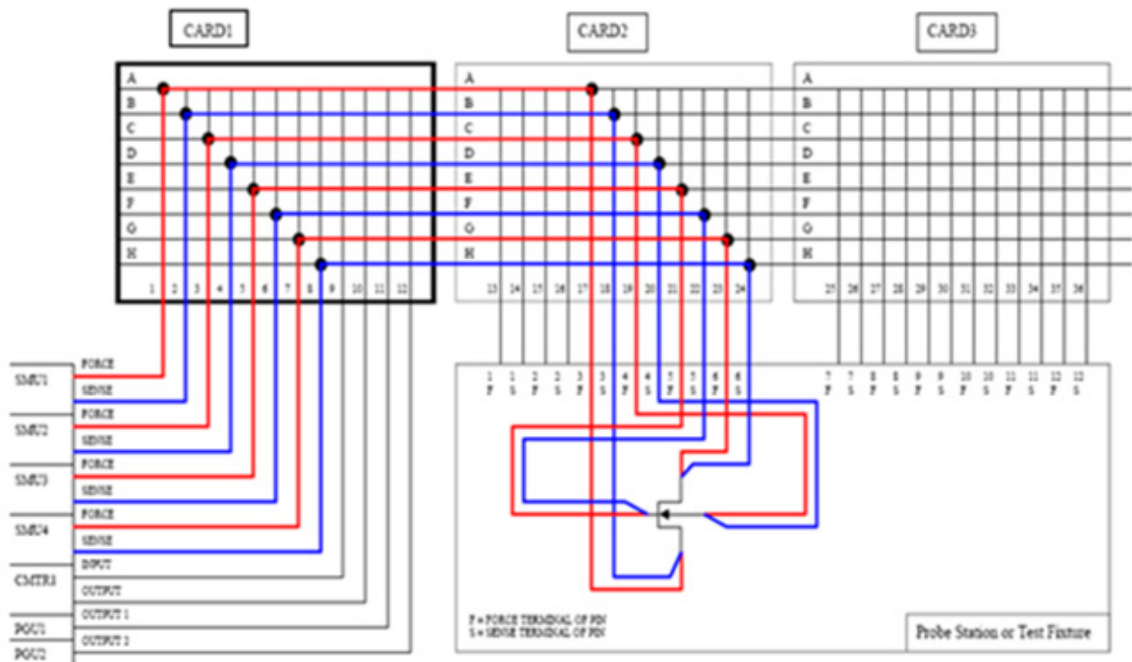 CARD1
CARD2
CARD3
A
B
C
D
E
F
G
H
1 2 3 4 5 6 7 8 9 10 11 12
A
B
C
D
E
F
G
H
13 14 15 16 17 18 19 20 21 22 23 24
A
B
C
D
E
F
G
H
25 26 27 28 29 30 31 32 33 34 35 36
SMU1
FORCE
SENSE
SMU2
FORCE
SENSE
SMU3
FORCE
SENSE
SMU4
FORCE
SENSE
CMTR1
INPUT
OUTPUT
PGU1
OUTPUT 1
PGU2
OUTPUT 2
1 1 2 2 3 3 4 4 5 5 6 6
F S F S F S F S F S F S
7 7 8 8 9 9 10 10 11 11 12 12
F S F S F S F S F S F S
F = FORCE TERMINAL OF PIN
S = SENSE TERMINAL OF PIN
Probe Station or Test Fixture